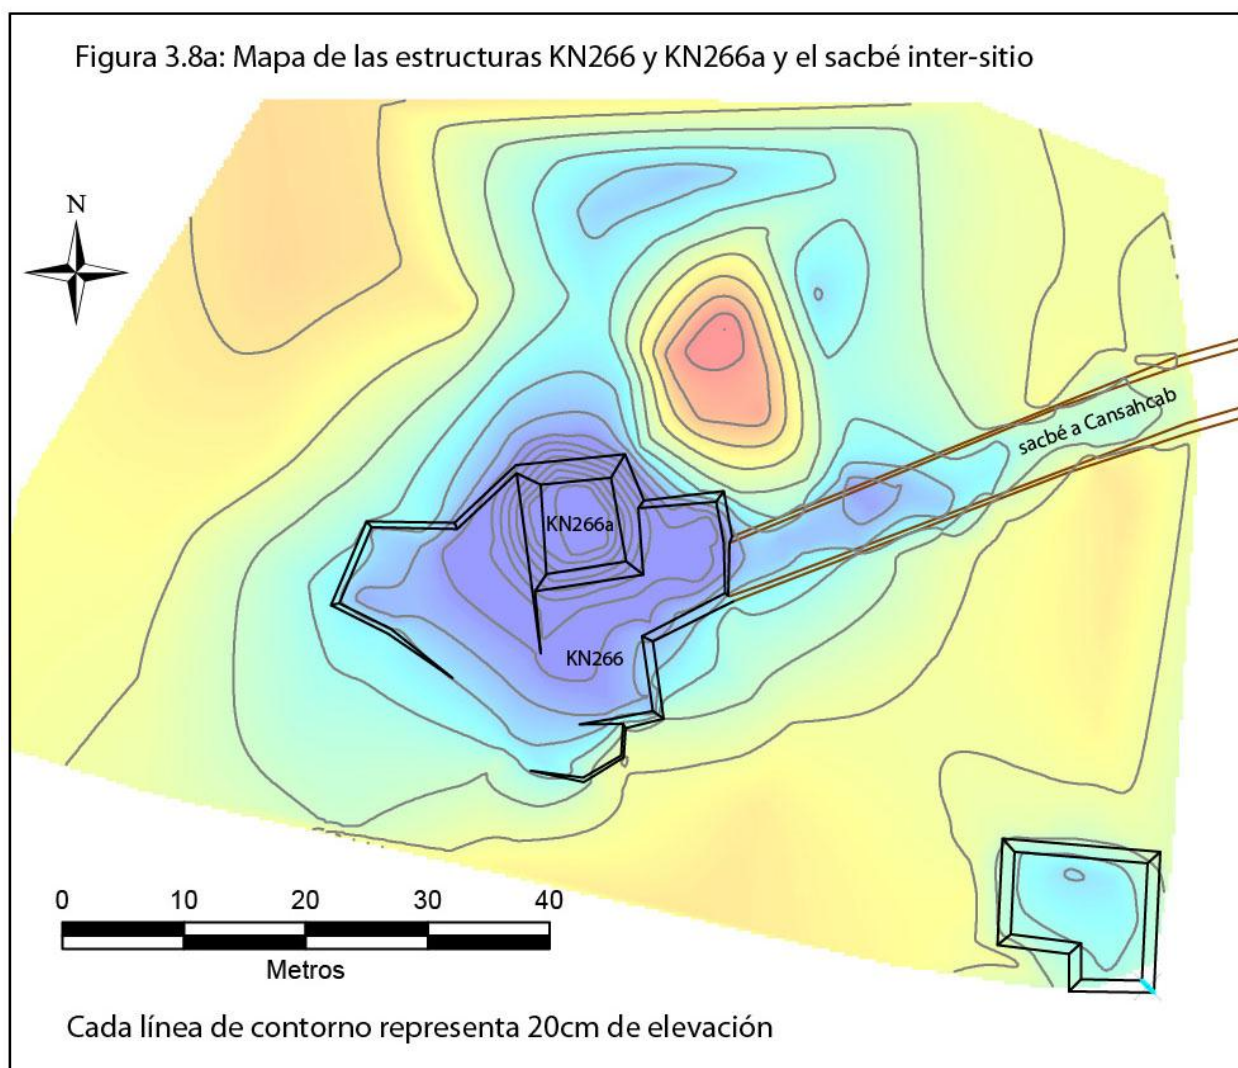 Figura 3.8a: Mapa de las estructuras KN266 y KN266a y el sacbé inter-sitio
N
sacbé a Cansahcab
KN266a
KN266
0 10 20 30 40
Metros
Cada línea de contorno representa 20cm de elevación